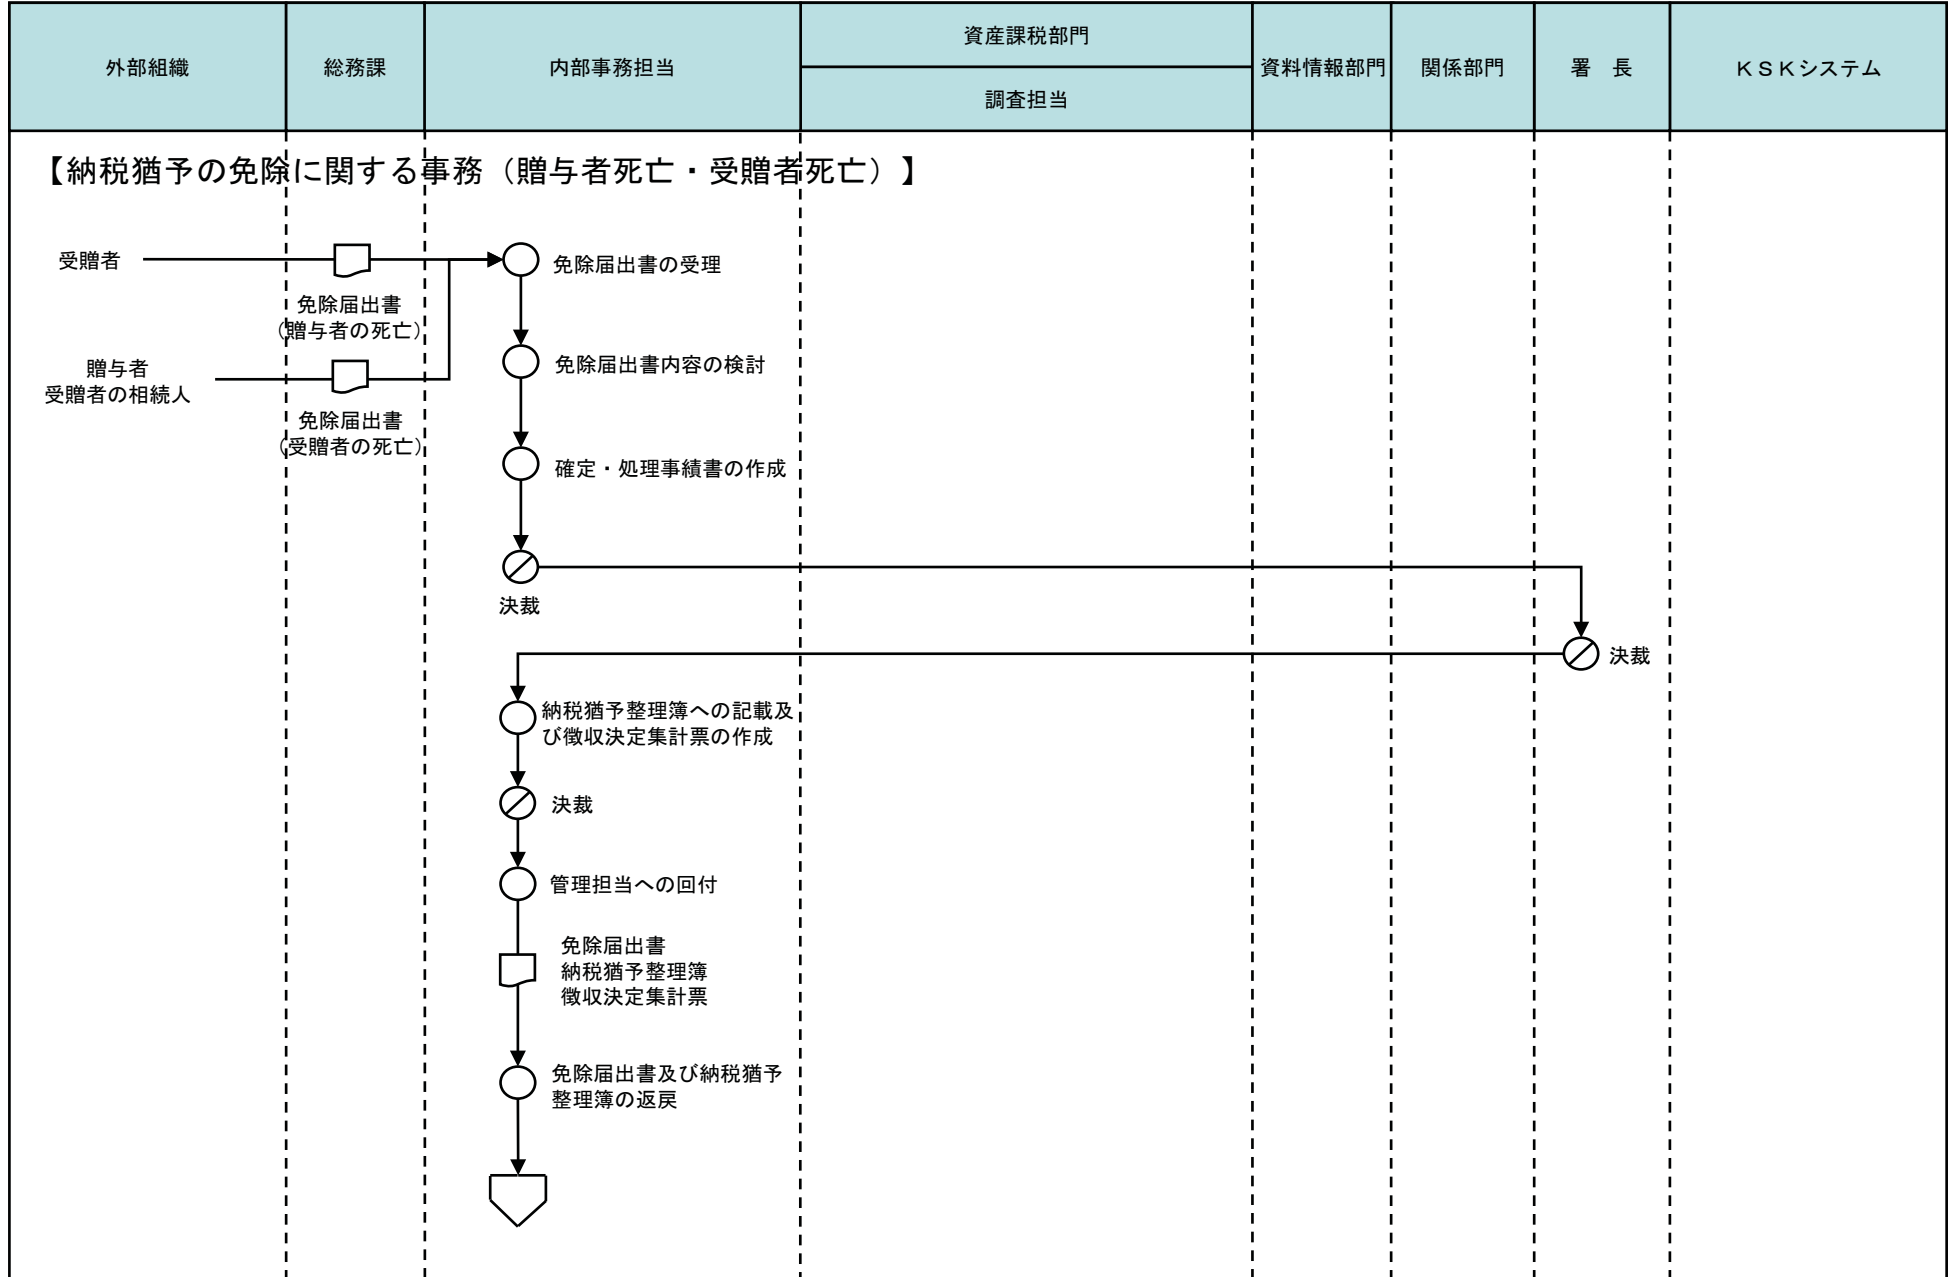 外部組織
総務課
内部事務担当
資産課税部門
調査担当
資料情報部門
関係部門
署　長
ＫＳＫシステム
【納税猶予の免除に関する事務（贈与者死亡・受贈者死亡）】
受贈者
免除届出書
（贈与者の死亡）
免除届出書の受理
贈与者
受贈者の相続人
免除届出書
（受贈者の死亡）
免除届出書内容の検討
確定・処理事績書の作成
決裁
決裁
納税猶予整理簿への記載及
び徴収決定集計票の作成
決裁
管理担当への回付
免除届出書
納税猶予整理簿
徴収決定集計票
免除届出書及び納税猶予
整理簿の返戻